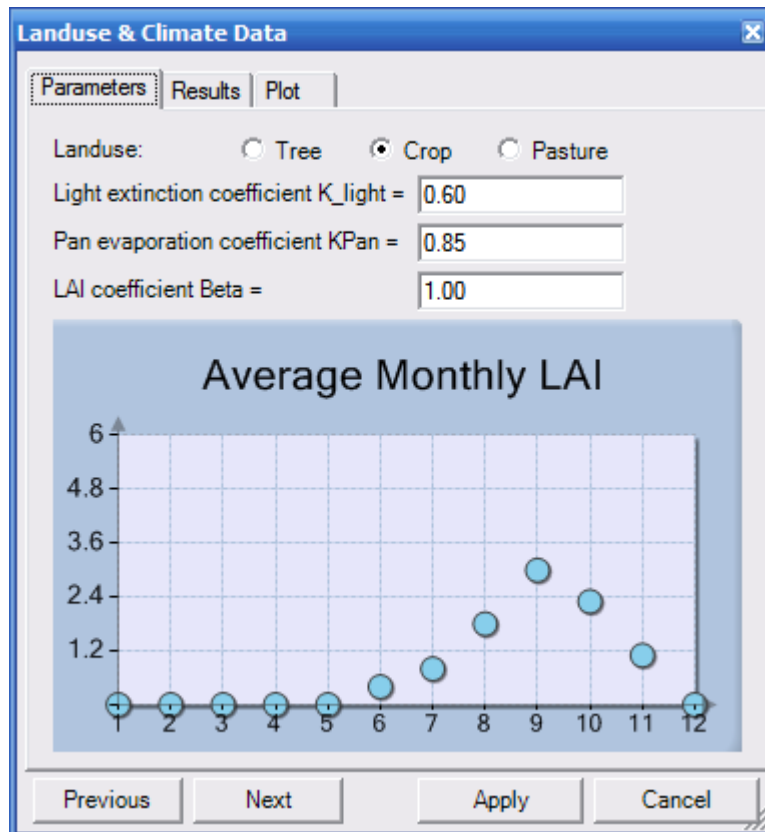 Landuse & Climate Data
Parameters Results Plot
Landuse: Tree Crop Pasture
Light extinction coefficient K_light = 0.60
Pan evaporation coefficient KPan = 0.85
LAI coefficient Beta = 1.00
Average Monthly LAI
6
4.8
3.6
2.4
1.2
1 2 3 4 5 6 7 8 9 10 11 12
Previous Next Apply Cancel